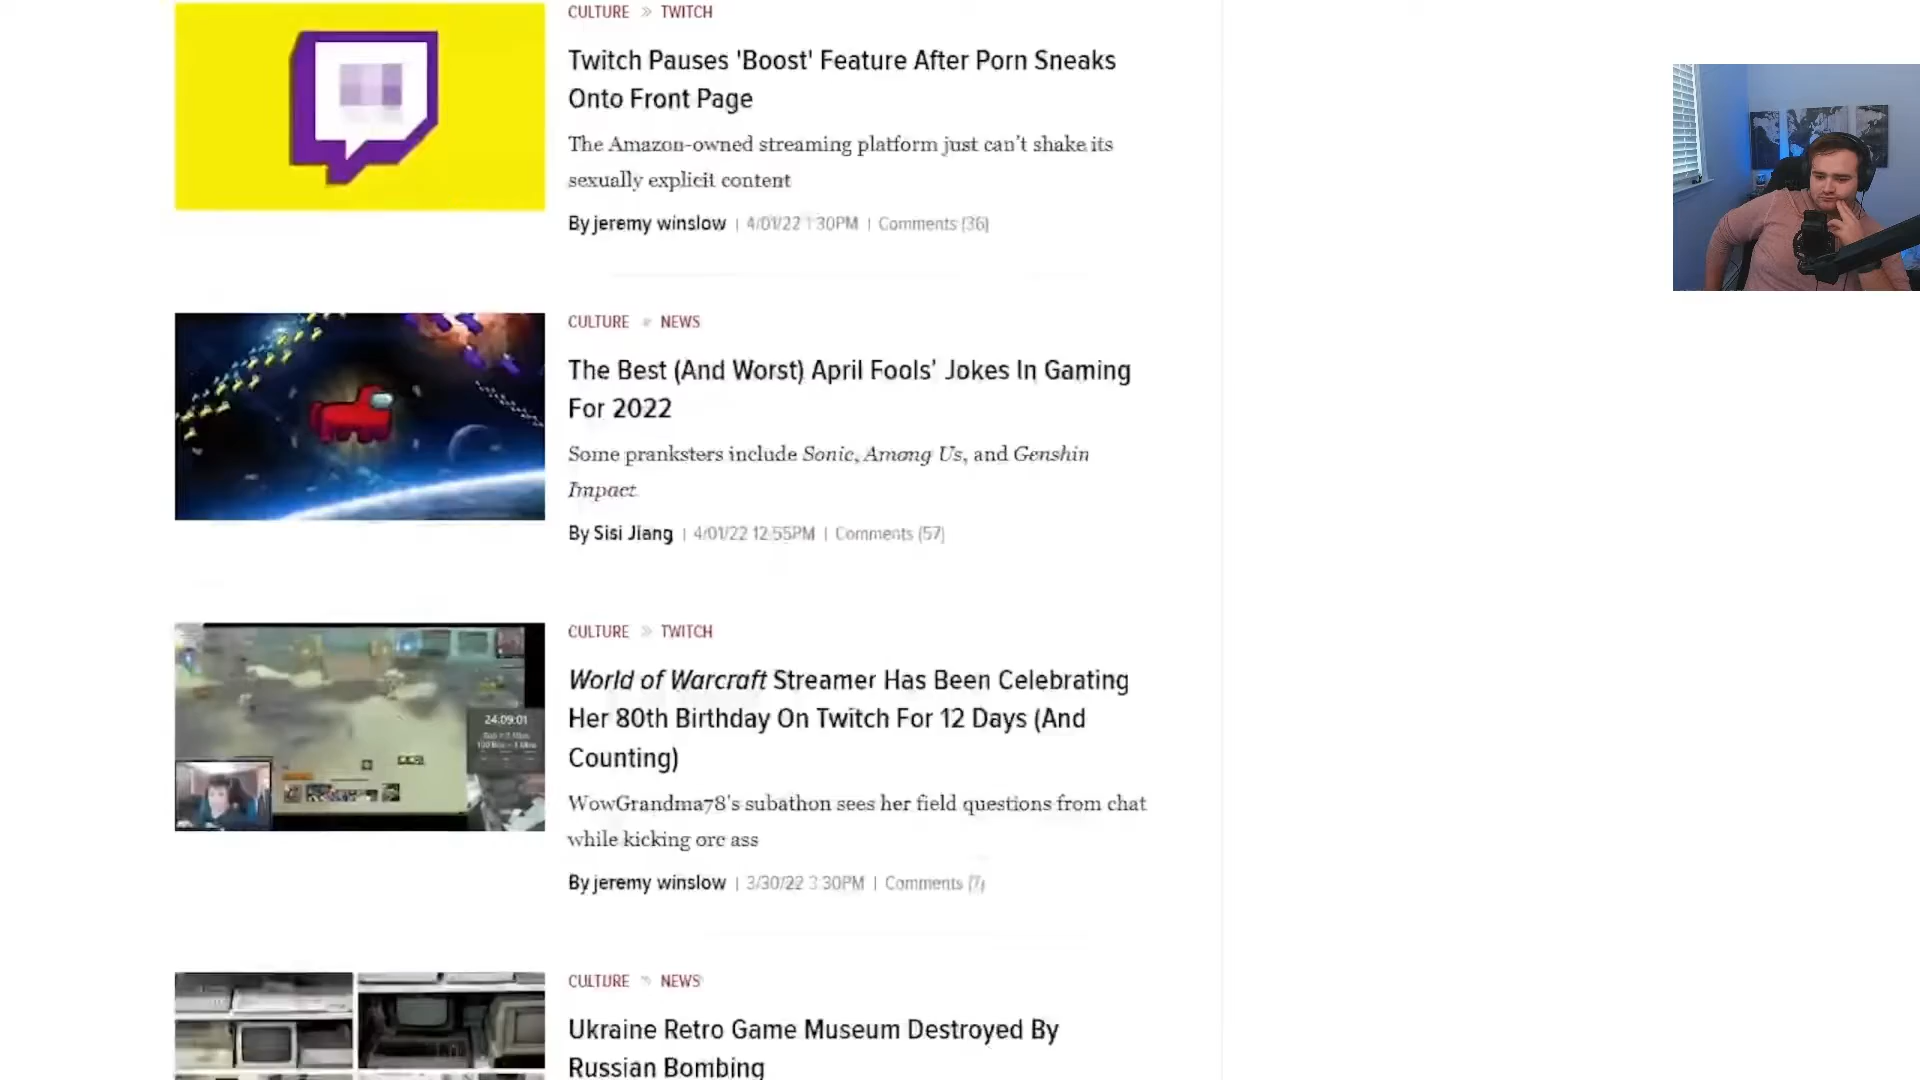 CULTURE » TWITCH
Twitch Pauses 'Boost' Feature After Porn Sneaks
Onto Front Page
The Amazon-owned streaming platform just can't shake its
sexually explicit content
By jeremy winslow | 4/01/22 1:30PM | Comments (36)
CULTURE » NEWS
The Best (And Worst) April Fools' Jokes In Gaming
For 2022
Some pranksters include Sonic, Among Us, and Genshin
Impact
By Sisi Jiang | 4/01/22 12:55PM | Comments (57)
24:09:01
CULTURE » TWITCH
World of Warcraft Streamer Has Been Celebrating
Her 80th Birthday On Twitch For 12 Days (And
Counting)
WowGrandma78's subathon sees her field questions from chat
while kicking orc ass
By jeremy winslow | 3/30/22 3:30PM | Comments (7)
CULTURE » NEWS
Ukraine Retro Game Museum Destroyed By
Russian Bombing